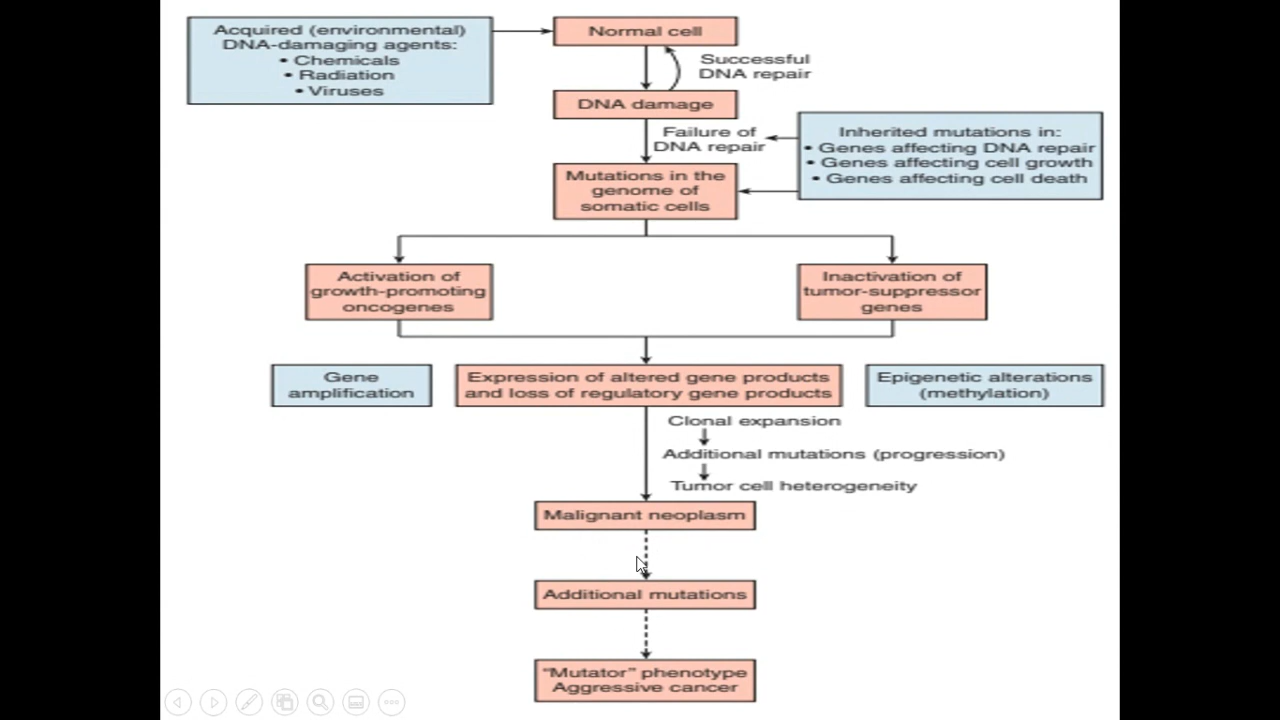 Acquired (environmental)
DNA-damaging agents:
• Chemicals
• Radiation
• Viruses
Normal cell
Successful
DNA repair
DNA damage
Failure of
DNA repair
Inherited mutations in:
• Genes affecting DNA repair
• Genes affecting cell growth
• Genes affecting cell death
Mutations in the
genome of
somatic cells
Activation of
growth-promoting
oncogenes
Inactivation of
tumor-suppressor
genes
Gene
amplification
Expression of altered gene products
and loss of regulatory gene products
Epigenetic alterations
(methylation)
Clonal expansion
Additional mutations (progression)
Tumor cell heterogeneity
Malignant neoplasm
Additional mutations
“Mutator” phenotype
Aggressive cancer